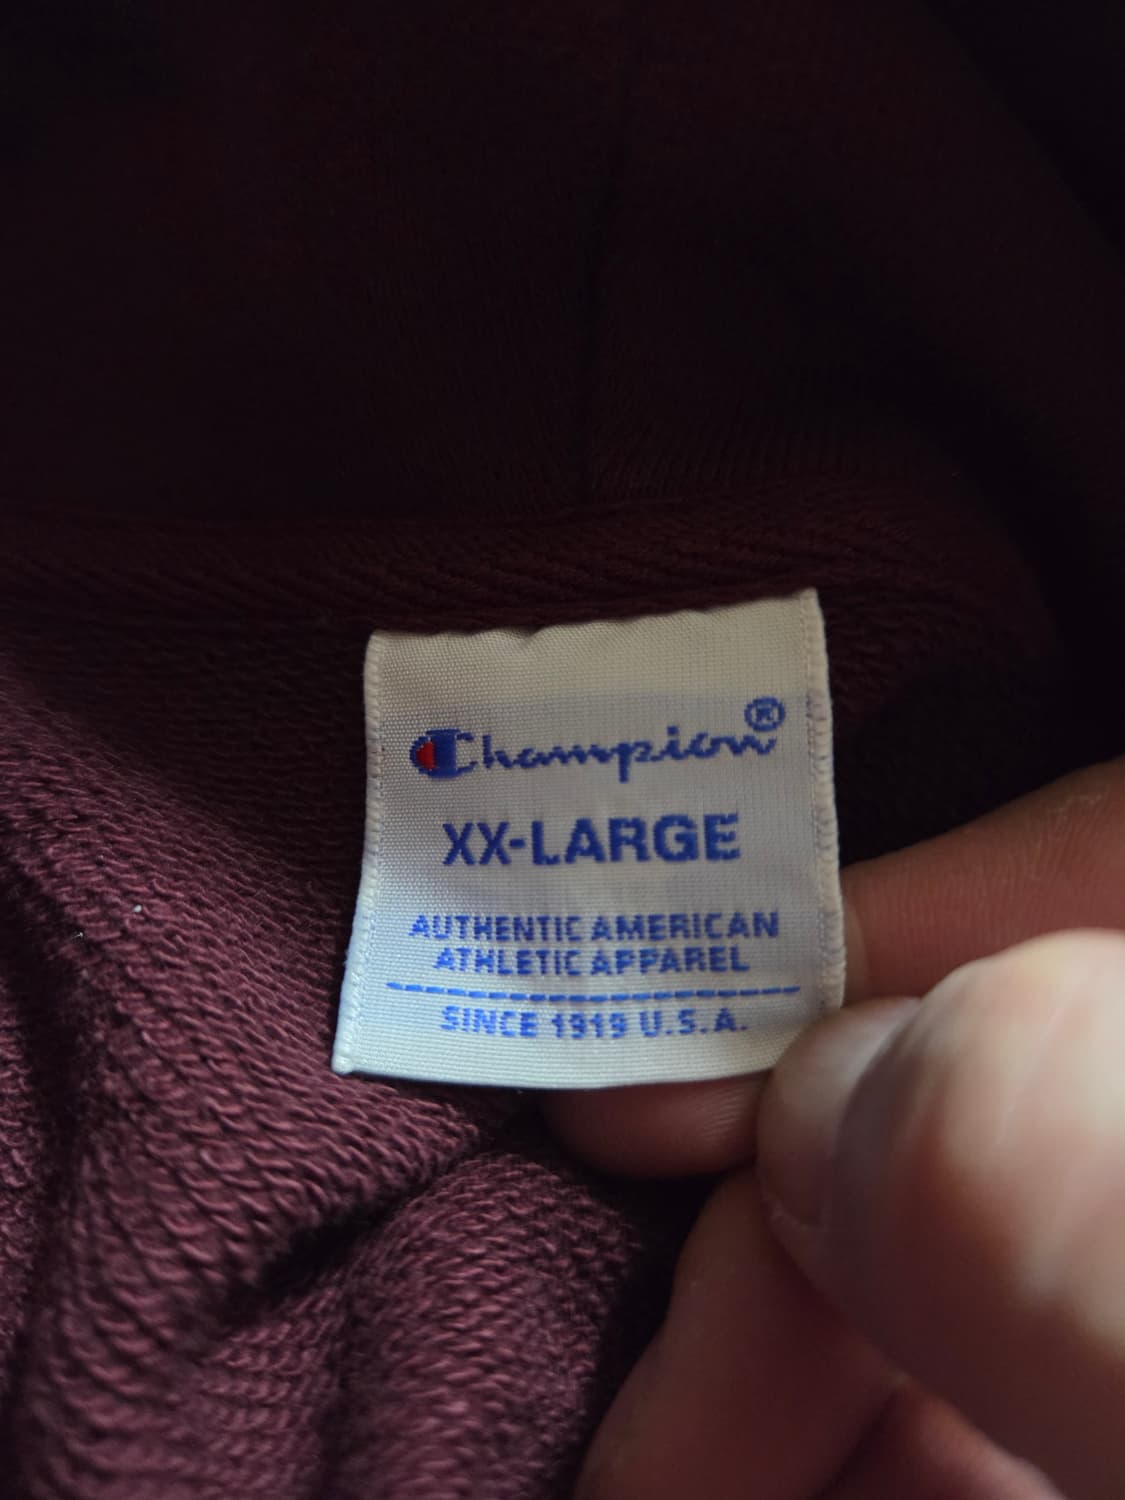 Champion®
XX-LARGE
AUTHENTIC AMERICAN
ATHLETIC APPAREL
SINCE 1919 U.S.A.